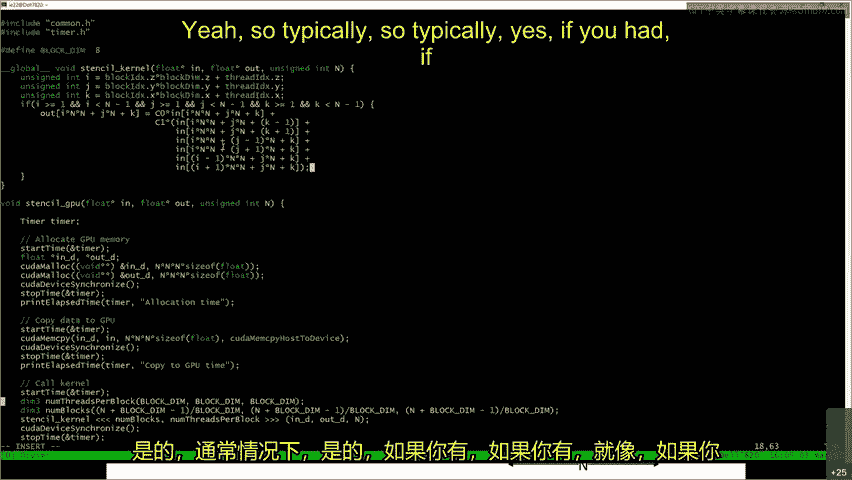 ie22@DotMB20:~
Yeah, so typically, so typically, yes, if you had,
if
#include "common.h"
#include "timer.h"
#define BLOCK_DIM 8
__global__ void stencil_kernel(float* in, float* out, unsigned int N) {
unsigned int i = blockIdx.z*blockDim.z + threadIdx.z;
unsigned int j = blockIdx.y*blockDim.y + threadIdx.y;
unsigned int k = blockIdx.x*blockDim.x + threadIdx.x;
if(i >= 1 && i < N - 1 && j >= 1 && j < N - 1 && k >= 1 && k < N - 1) {
out[i*N*N + j*N + k] = C0*in[i*N*N + j*N + k] +
C1*(in[i*N*N + j*N + (k - 1)] +
in[i*N*N + j*N + (k + 1)] +
in[i*N*N + (j - 1)*N + k] +
in[i*N*N + (j + 1)*N + k] +
in[(i - 1)*N*N + j*N + k] +
in[(i + 1)*N*N + j*N + k]);
}
}
void stencil_gpu(float* in, float* out, unsigned int N) {
Timer timer;
// Allocate GPU memory
startTime(&timer);
float *in_d, *out_d;
cudaMalloc((void**) &in_d, N*N*N*sizeof(float));
cudaMalloc((void**) &out_d, N*N*N*sizeof(float));
cudaDeviceSynchronize();
stopTime(&timer);
printElapsedTime(timer, "Allocation time");
// Copy data to GPU
startTime(&timer);
cudaMemcpy(in_d, in, N*N*N*sizeof(float), cudaMemcpyHostToDevice);
cudaDeviceSynchronize();
stopTime(&timer);
printElapsedTime(timer, "Copy to GPU time");
// Call kernel
startTime(&timer);
dim3 numThreadsPerBlock(BLOCK_DIM, BLOCK_DIM, BLOCK_DIM);
dim3 numBlocks((N + BLOCK_DIM - 1)/BLOCK_DIM, (N + BLOCK_DIM - 1)/BLOCK_DIM, (N + BLOCK_DIM - 1)/BLOCK_DIM);
stencil_kernel <<< numBlocks, numThreadsPerBlock >>> (in_d, out_d, N);
cudaDeviceSynchronize();
stopTime(&timer);
-- INSERT --
18,63
是的，通常情况下，是的，如果你有，如果你有，就像，如果你
N
+25